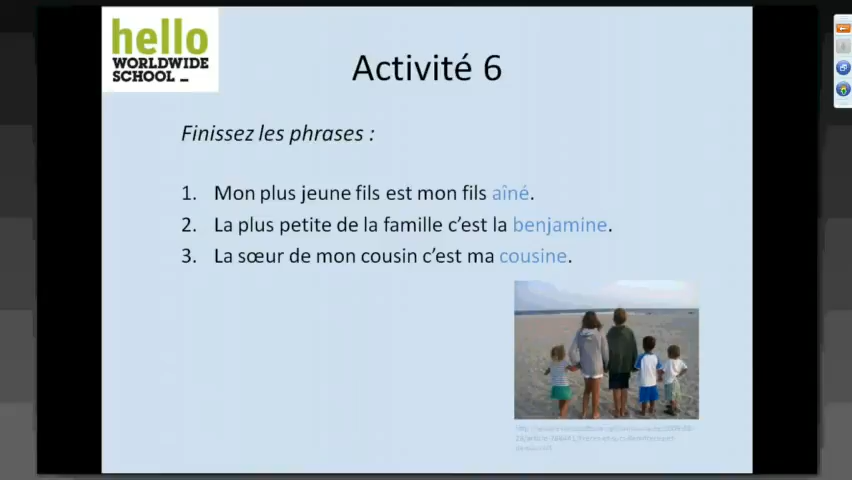 hello
WORLDWIDE
SCHOOL
Activité 6
Finissez les phrases :
1. Mon plus jeune fils est mon fils aîné.
2. La plus petite de la famille c'est la benjamine.
3. La sœur de mon cousin c'est ma cousine.